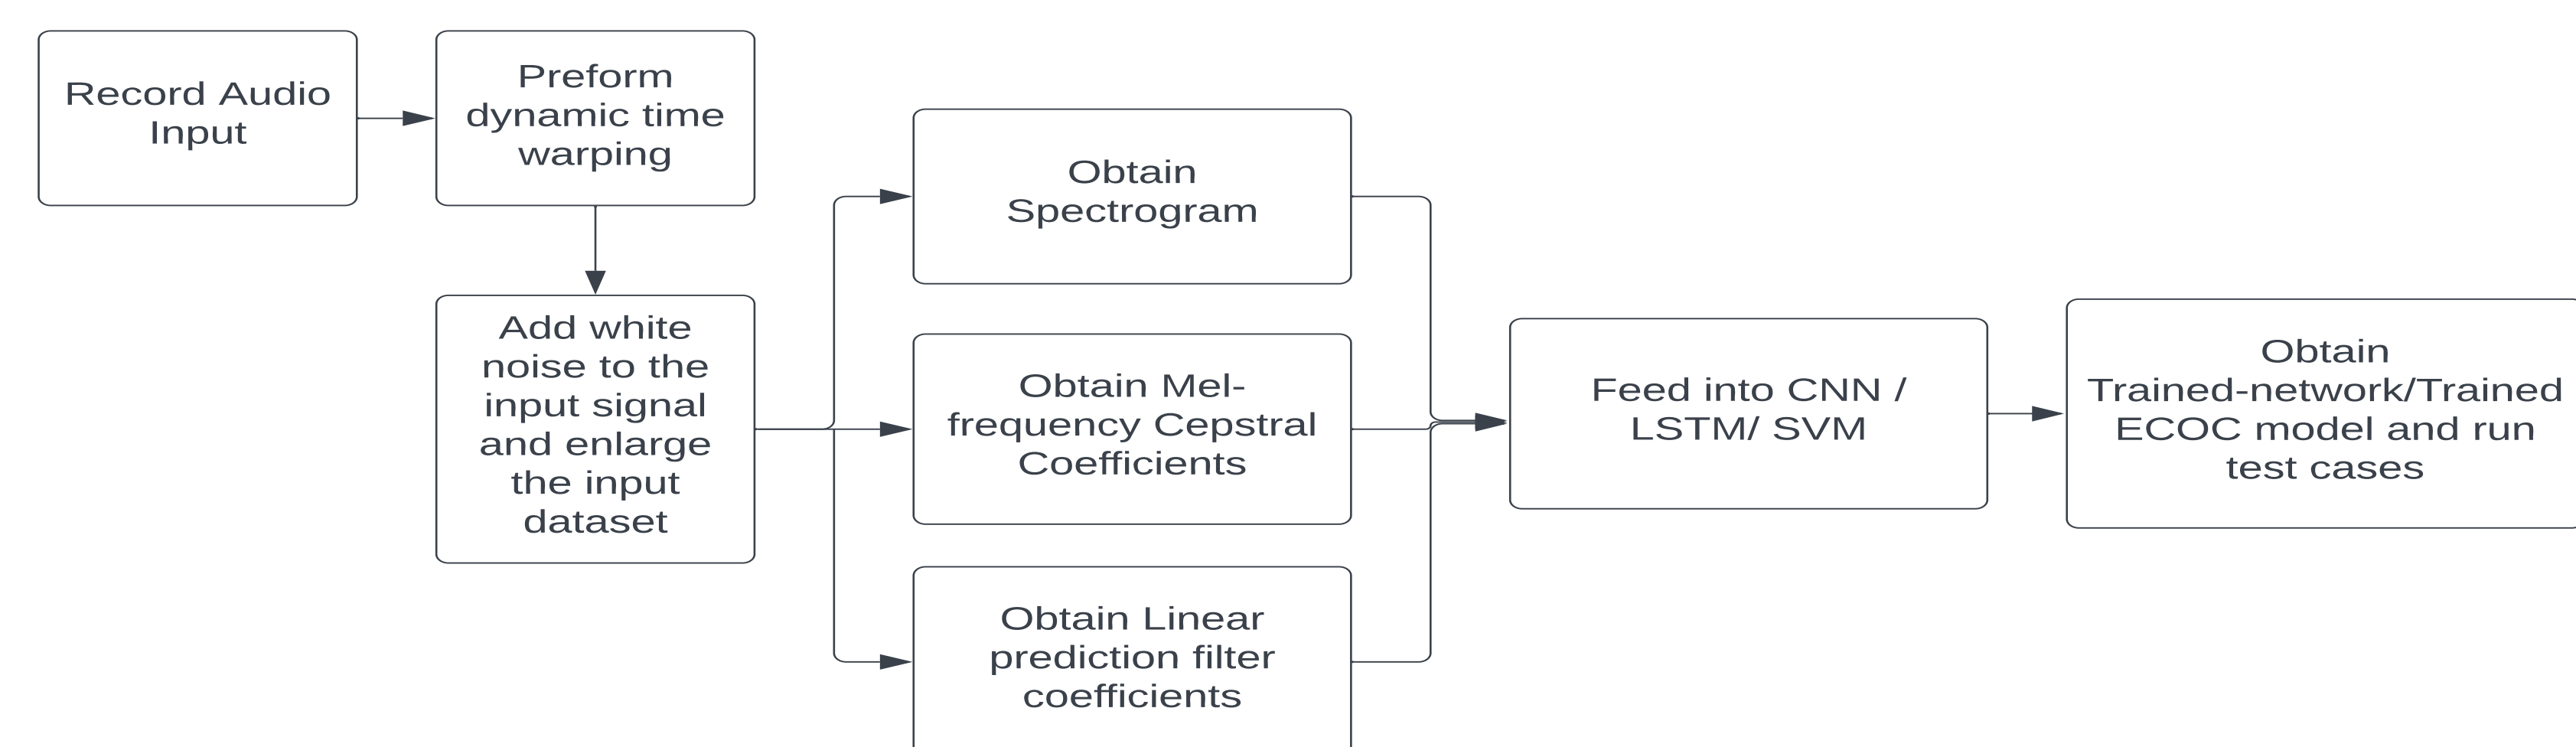 Record Audio
Input
Preform
dynamic time
warping
Add white
noise to the
input signal
and enlarge
the input
dataset
Obtain
Spectrogram
Obtain Mel-
frequency Cepstral
Coefficients
Obtain Linear
prediction filter
coefficients
Feed into CNN /
LSTM/ SVM
Obtain
Trained-network/Trained
ECOC model and run
test cases